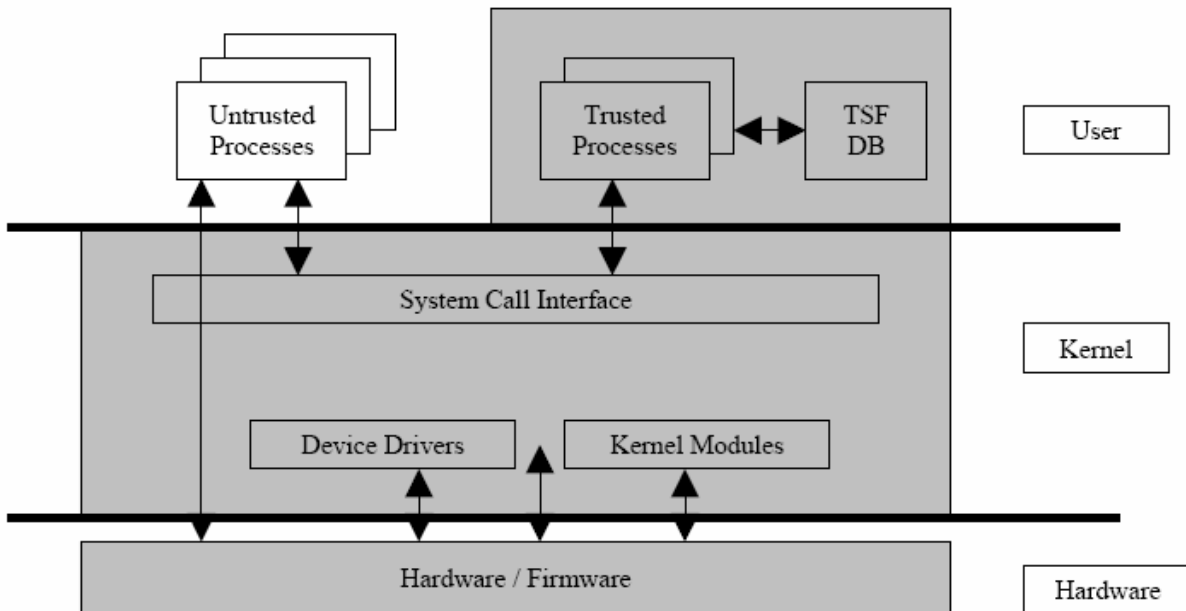 Untrusted
Processes
Trusted
Processes
TSF
DB
User
System Call Interface
Kernel
Device Drivers
Kernel Modules
Hardware / Firmware
Hardware